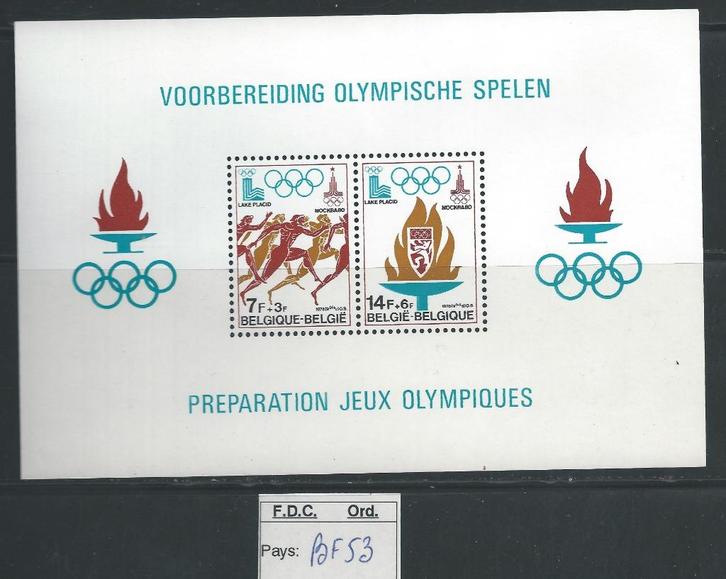 VOORBEREIDING OLYMPISCHE SPELEN
LAKE PLACID
MOCKBA80
7F+3F
BELGIQUE-BELGIË
LAKE PLACID
MOCKBA80
14F+6F
BELGIË-BELGIQUE
PREPARATION JEUX OLYMPIQUES
F.D.C. Ord.
Pays: BF53